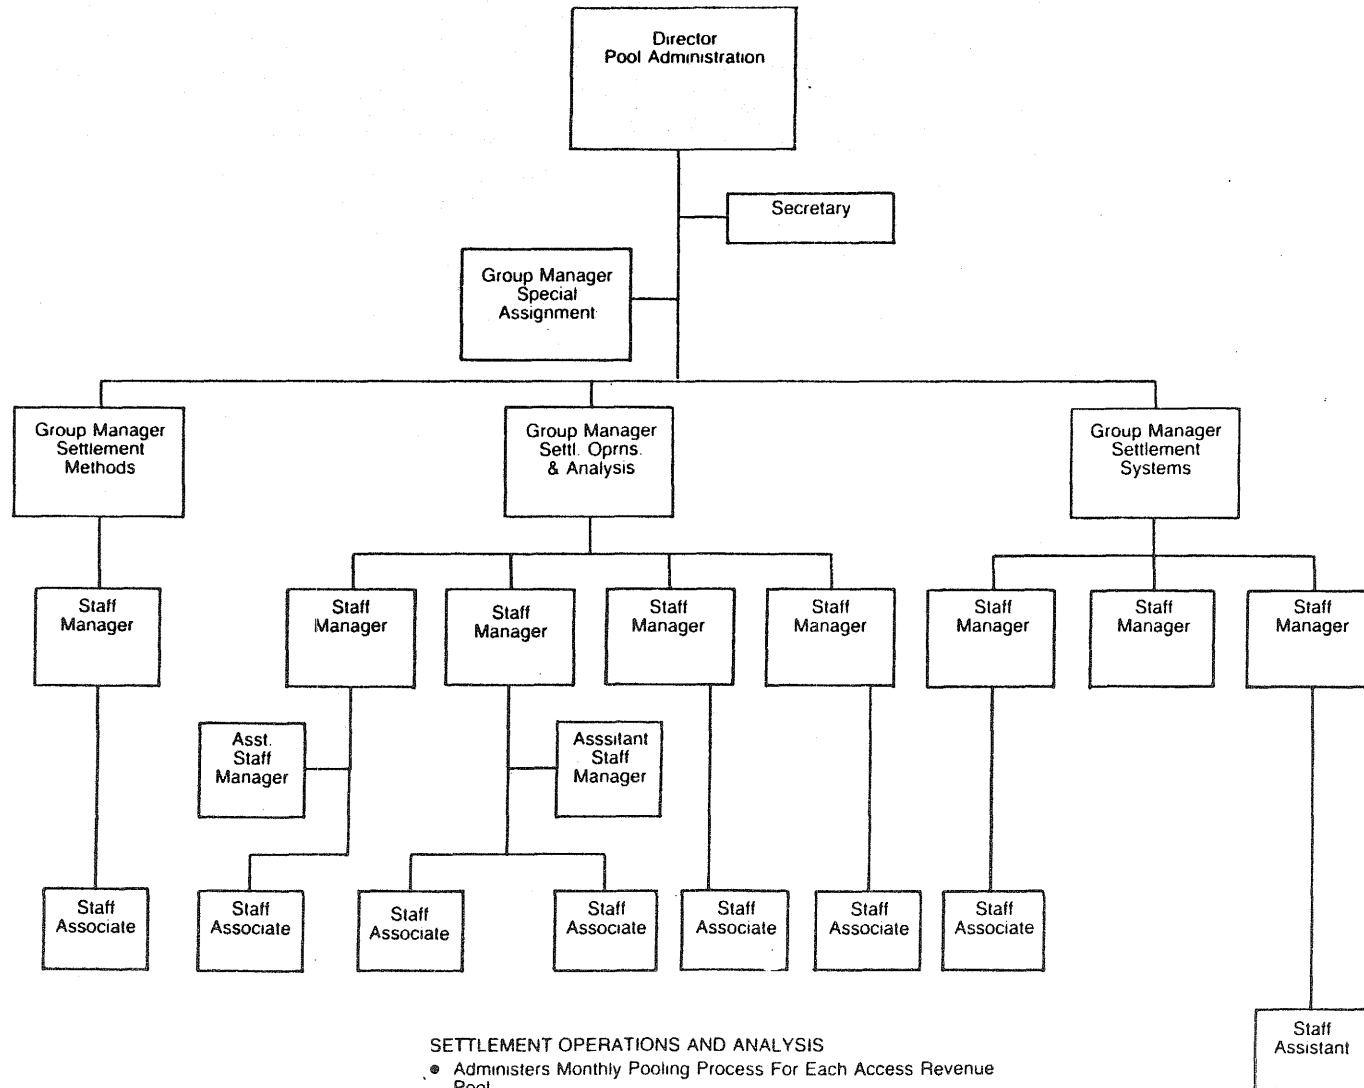 Director
Pool Administration
Secretary
Group Manager
Special
Assignment
Group Manager
Settlement
Methods
Group Manager
Settl. Oprns.
& Analysis
Group Manager
Settlement
Systems
Staff
Manager
Staff
Manager
Staff
Manager
Staff
Manager
Staff
Manager
Staff
Manager
Staff
Manager
Staff
Manager
Asst.
Staff
Manager
Asssitant
Staff
Manager
Staff
Associate
Staff
Associate
Staff
Associate
Staff
Associate
Staff
Associate
Staff
Associate
Staff
Associate
Staff
Assistant
SETTLEMENT OPERATIONS AND ANALYSIS
● Administers Monthly Pooling Process For Each Access Revenue
Pool